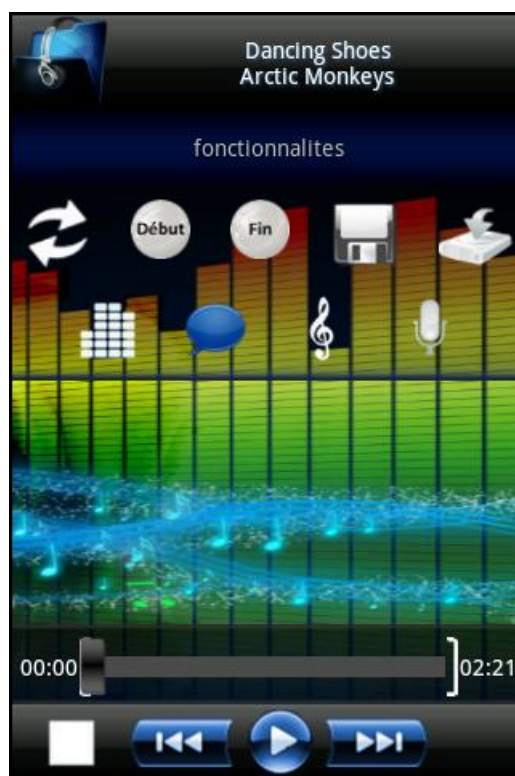 Dancing Shoes
Arctic Monkeys
fonctionnalites
Début
Fin
00:00
02:21